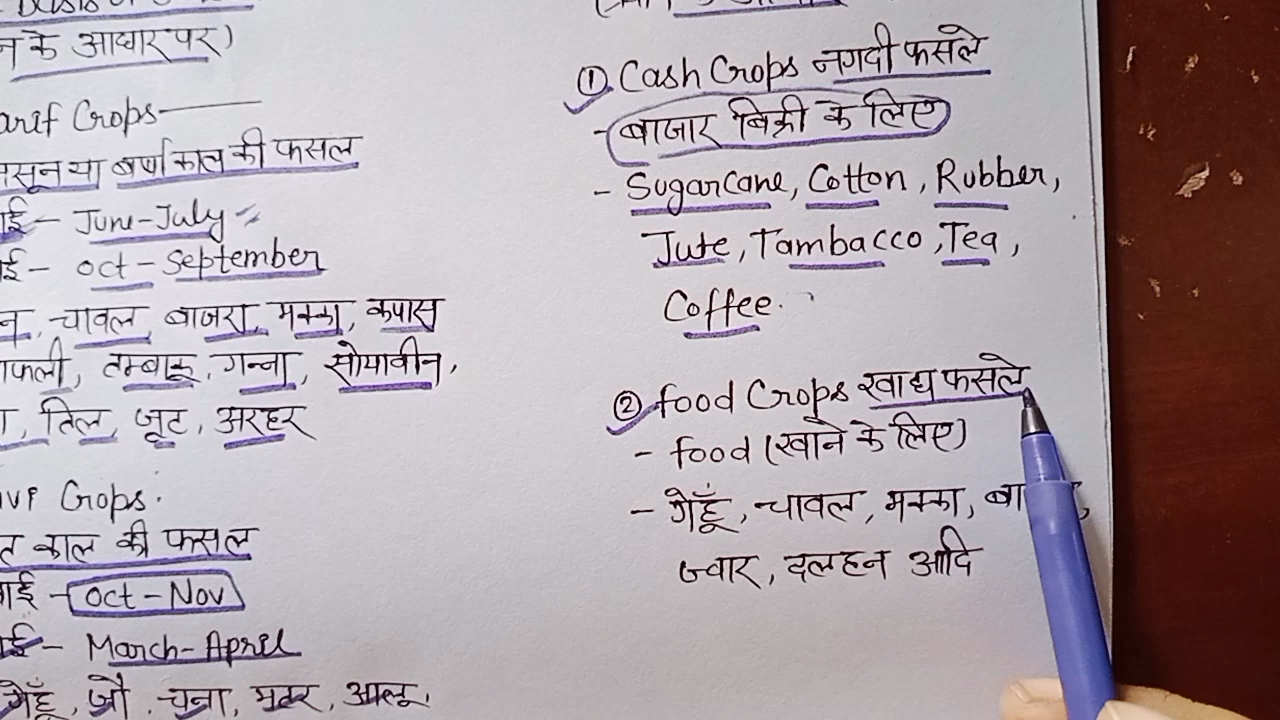 के आधार पर)
Crops-
या बर्षा काल की फसल
June-July
- oct - September
चावल, बाजरा, मक्का, कपास
तम्बाकू, गन्ना, सोयावीन,
तिल, जूट, अरहर
Crops.
काल की फसल
- oct - Nov
- March - April
गेहूँ, जौ, चना, मटर, आलू.
① Cash Crops नगदी फसले
- बाजार बिक्री के लिए
- Sugarcane, Cotton, Rubber,
Jute, Tambacco, Tea,
Coffee.
② food Crops खाद्य फसले
- food (खाने के लिए)
- गेहूँ, चावल, मक्का,
ज्वार, दलहन आदि